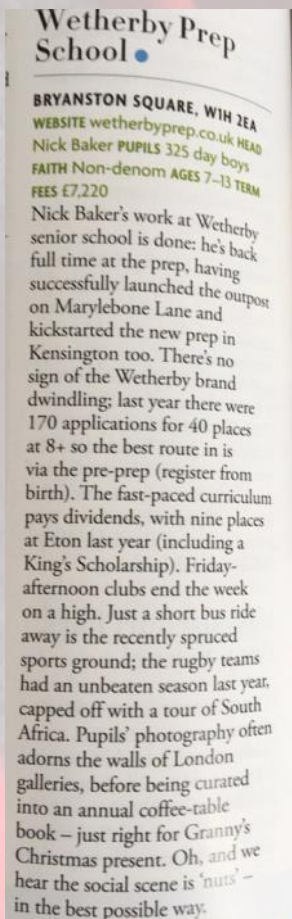 Wetherby Prep
School
BRYANSTON SQUARE, W1H 2EA
WEBSITE wetherbyprep.co.uk HEAD
Nick Baker PUPILS 325 day boys
FAITH Non-denom AGES 7–13 TERM
FEES £7,220
Nick Baker's work at Wetherby
senior school is done: he's back
full time at the prep, having
successfully launched the outpost
on Marylebone Lane and
kickstarted the new prep in
Kensington too. There's no
sign of the Wetherby brand
dwindling; last year there were
170 applications for 40 places
at 8+ so the best route in is
via the pre-prep (register from
birth). The fast-paced curriculum
pays dividends, with nine places
at Eton last year (including a
King's Scholarship). Friday-
afternoon clubs end the week
on a high. Just a short bus ride
away is the recently spruced
sports ground; the rugby teams
had an unbeaten season last year,
capped off with a tour of South
Africa. Pupils' photography often
adorns the walls of London
galleries, before being curated
into an annual coffee-table
book – just right for Granny's
Christmas present. Oh, and we
hear the social scene is 'nuts' –
in the best possible way.